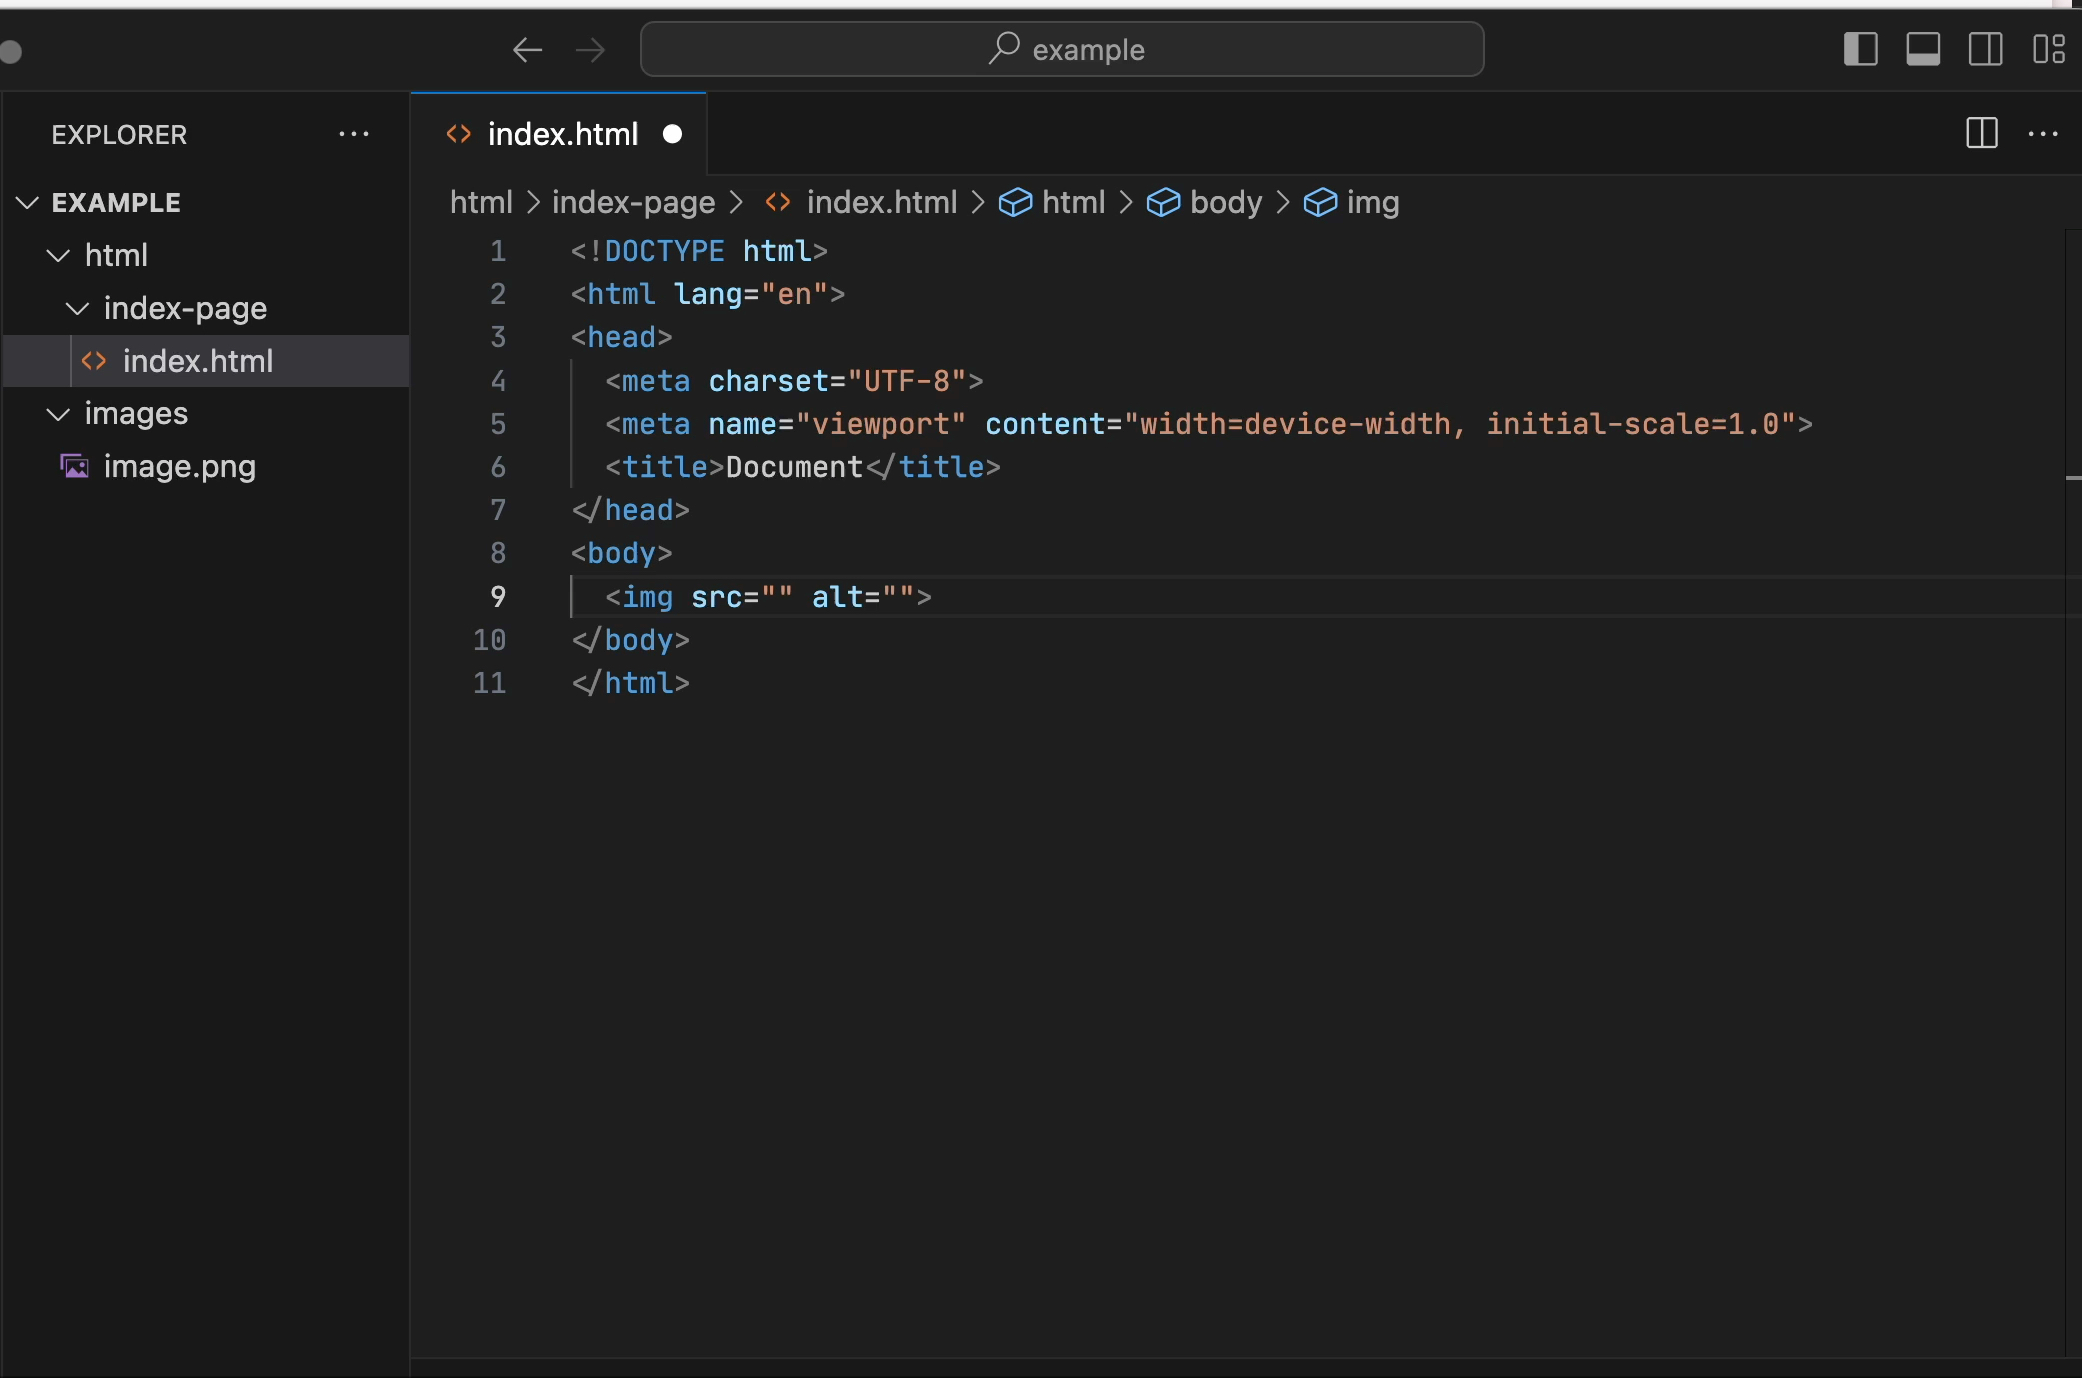 example
EXPLORER
index.html
EXAMPLE
html
index-page
index.html
images
image.png
html > index-page > index.html > html > body > img
1 <!DOCTYPE html>
2 <html lang="en">
3 <head>
4   <meta charset="UTF-8">
5   <meta name="viewport" content="width=device-width, initial-scale=1.0">
6   <title>Document</title>
7 </head>
8 <body>
9   <img src="" alt="">
10 </body>
11 </html>